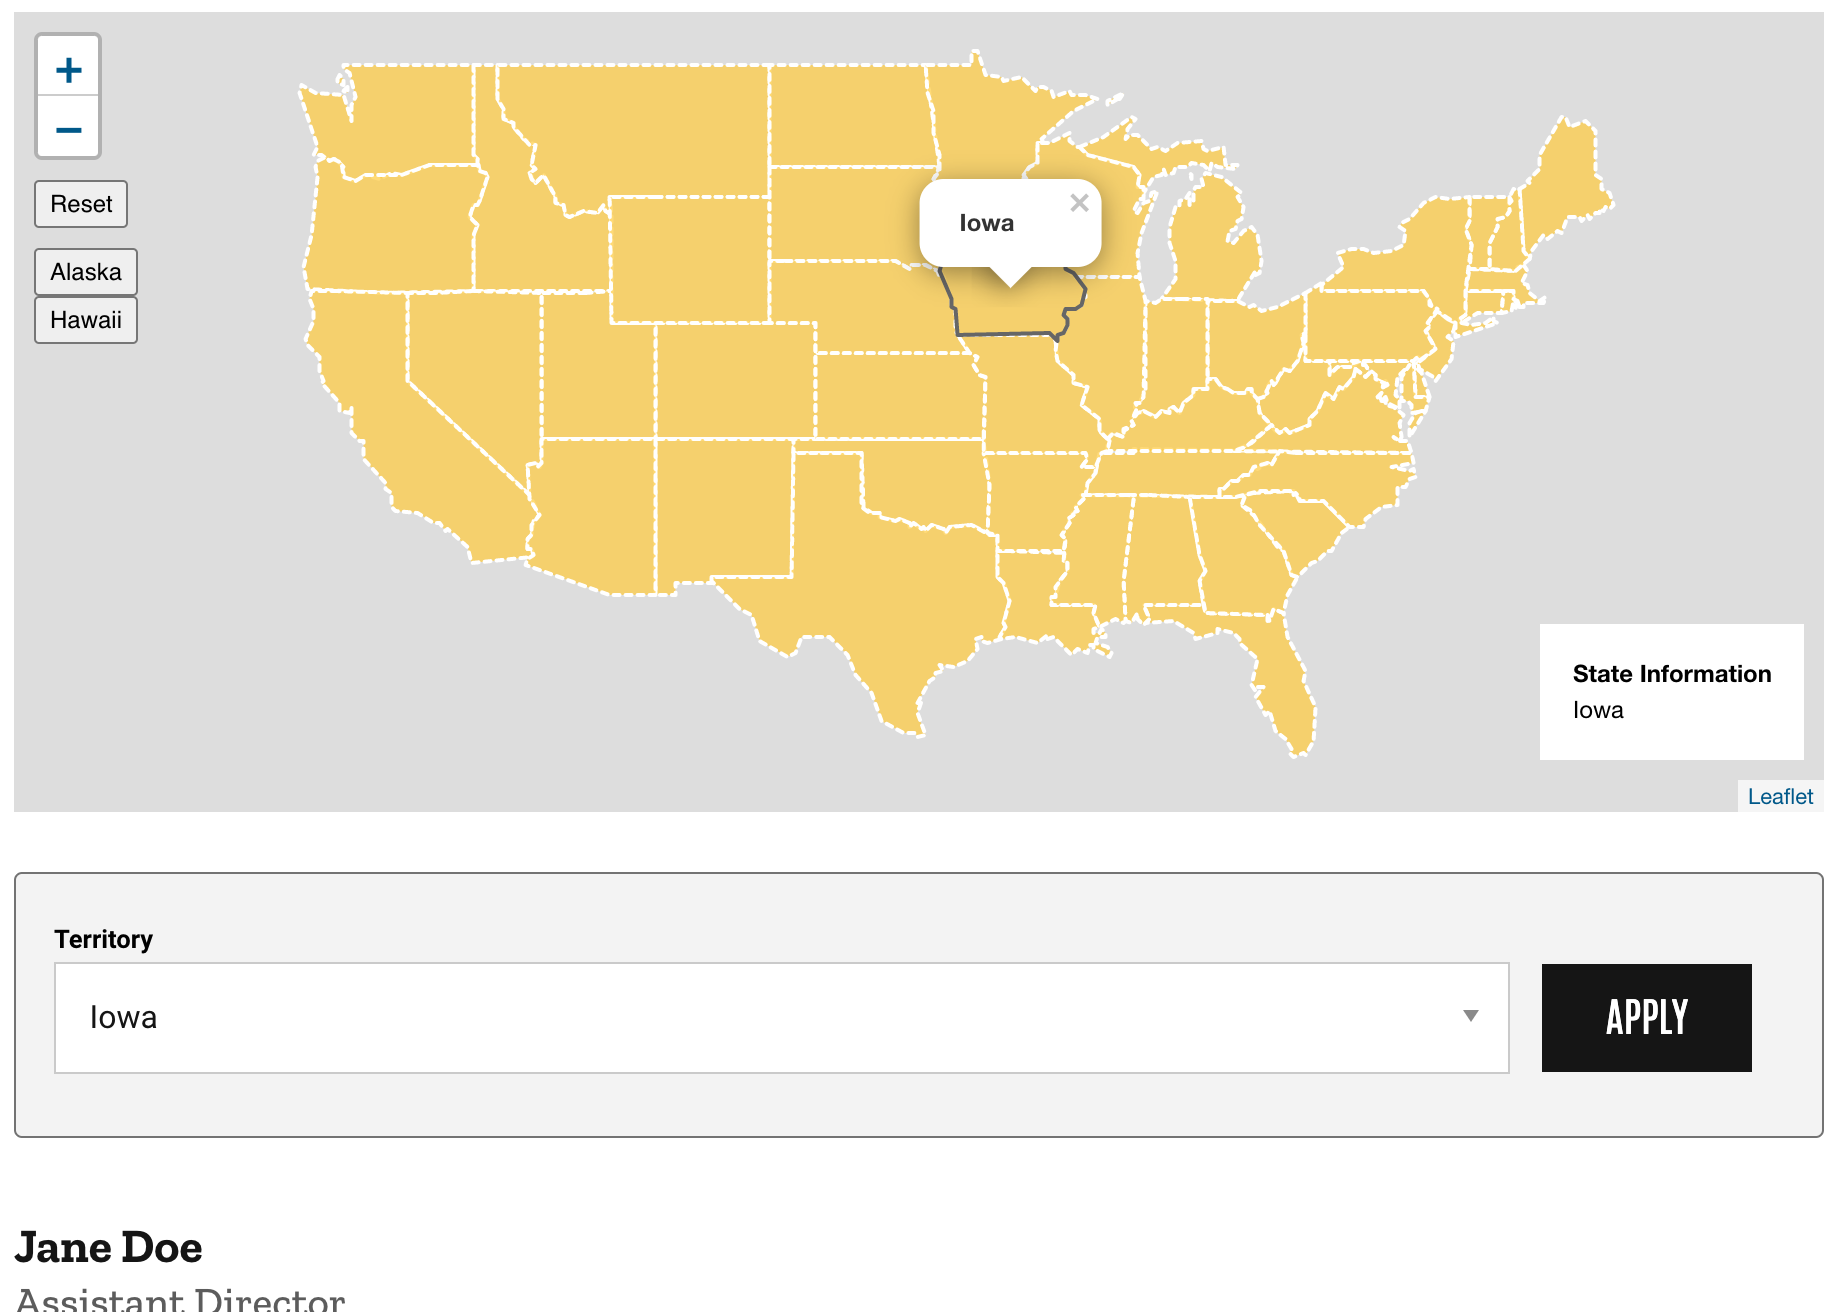 +
−
Reset
Alaska
Hawaii
Iowa
×
State Information
Iowa
Leaflet
Territory
Iowa
APPLY
Jane Doe
Assistant Director